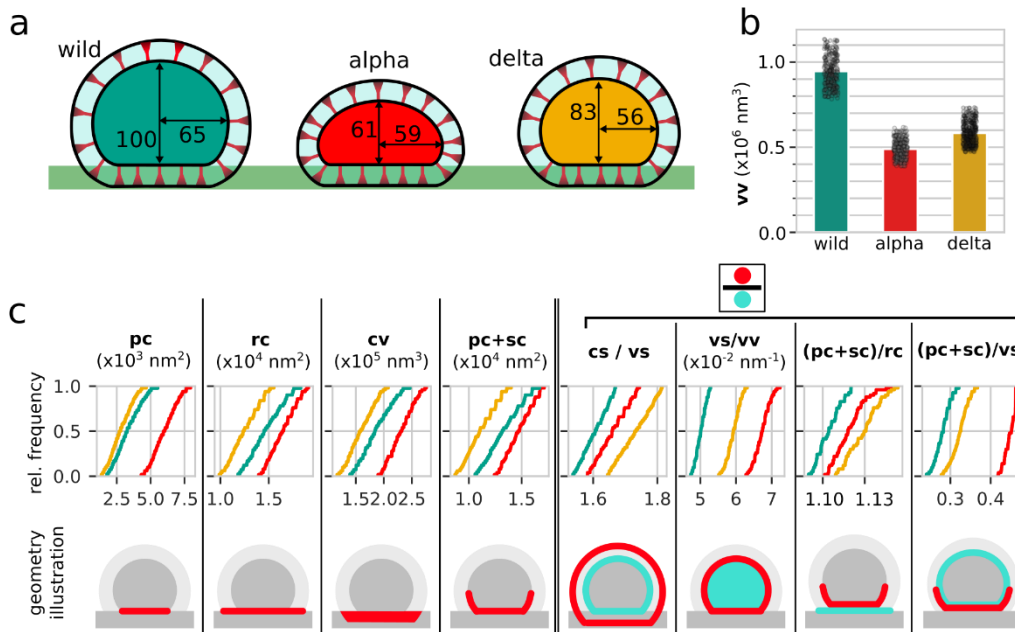 a
wild
100
65
alpha
61
59
delta
83
56
b
vv (x10⁶ nm³)
1.0
0.5
0.0
wild alpha delta
c
pc
(x10³ nm²)
rc
(x10⁴ nm²)
cv
(x10⁵ nm³)
pc+sc
(x10⁴ nm²)
cs / vs
vs/vv
(x10⁻² nm⁻¹)
(pc+sc)/rc
(pc+sc)/vs
rel. frequency
1.0
0.5
0.0
2.5 5.0 7.5
1.0 1.5
1.5 2.0 2.5
1.0 1.5
1.6 1.8
5 6 7
1.10 1.13
0.3 0.4
geometry
illustration